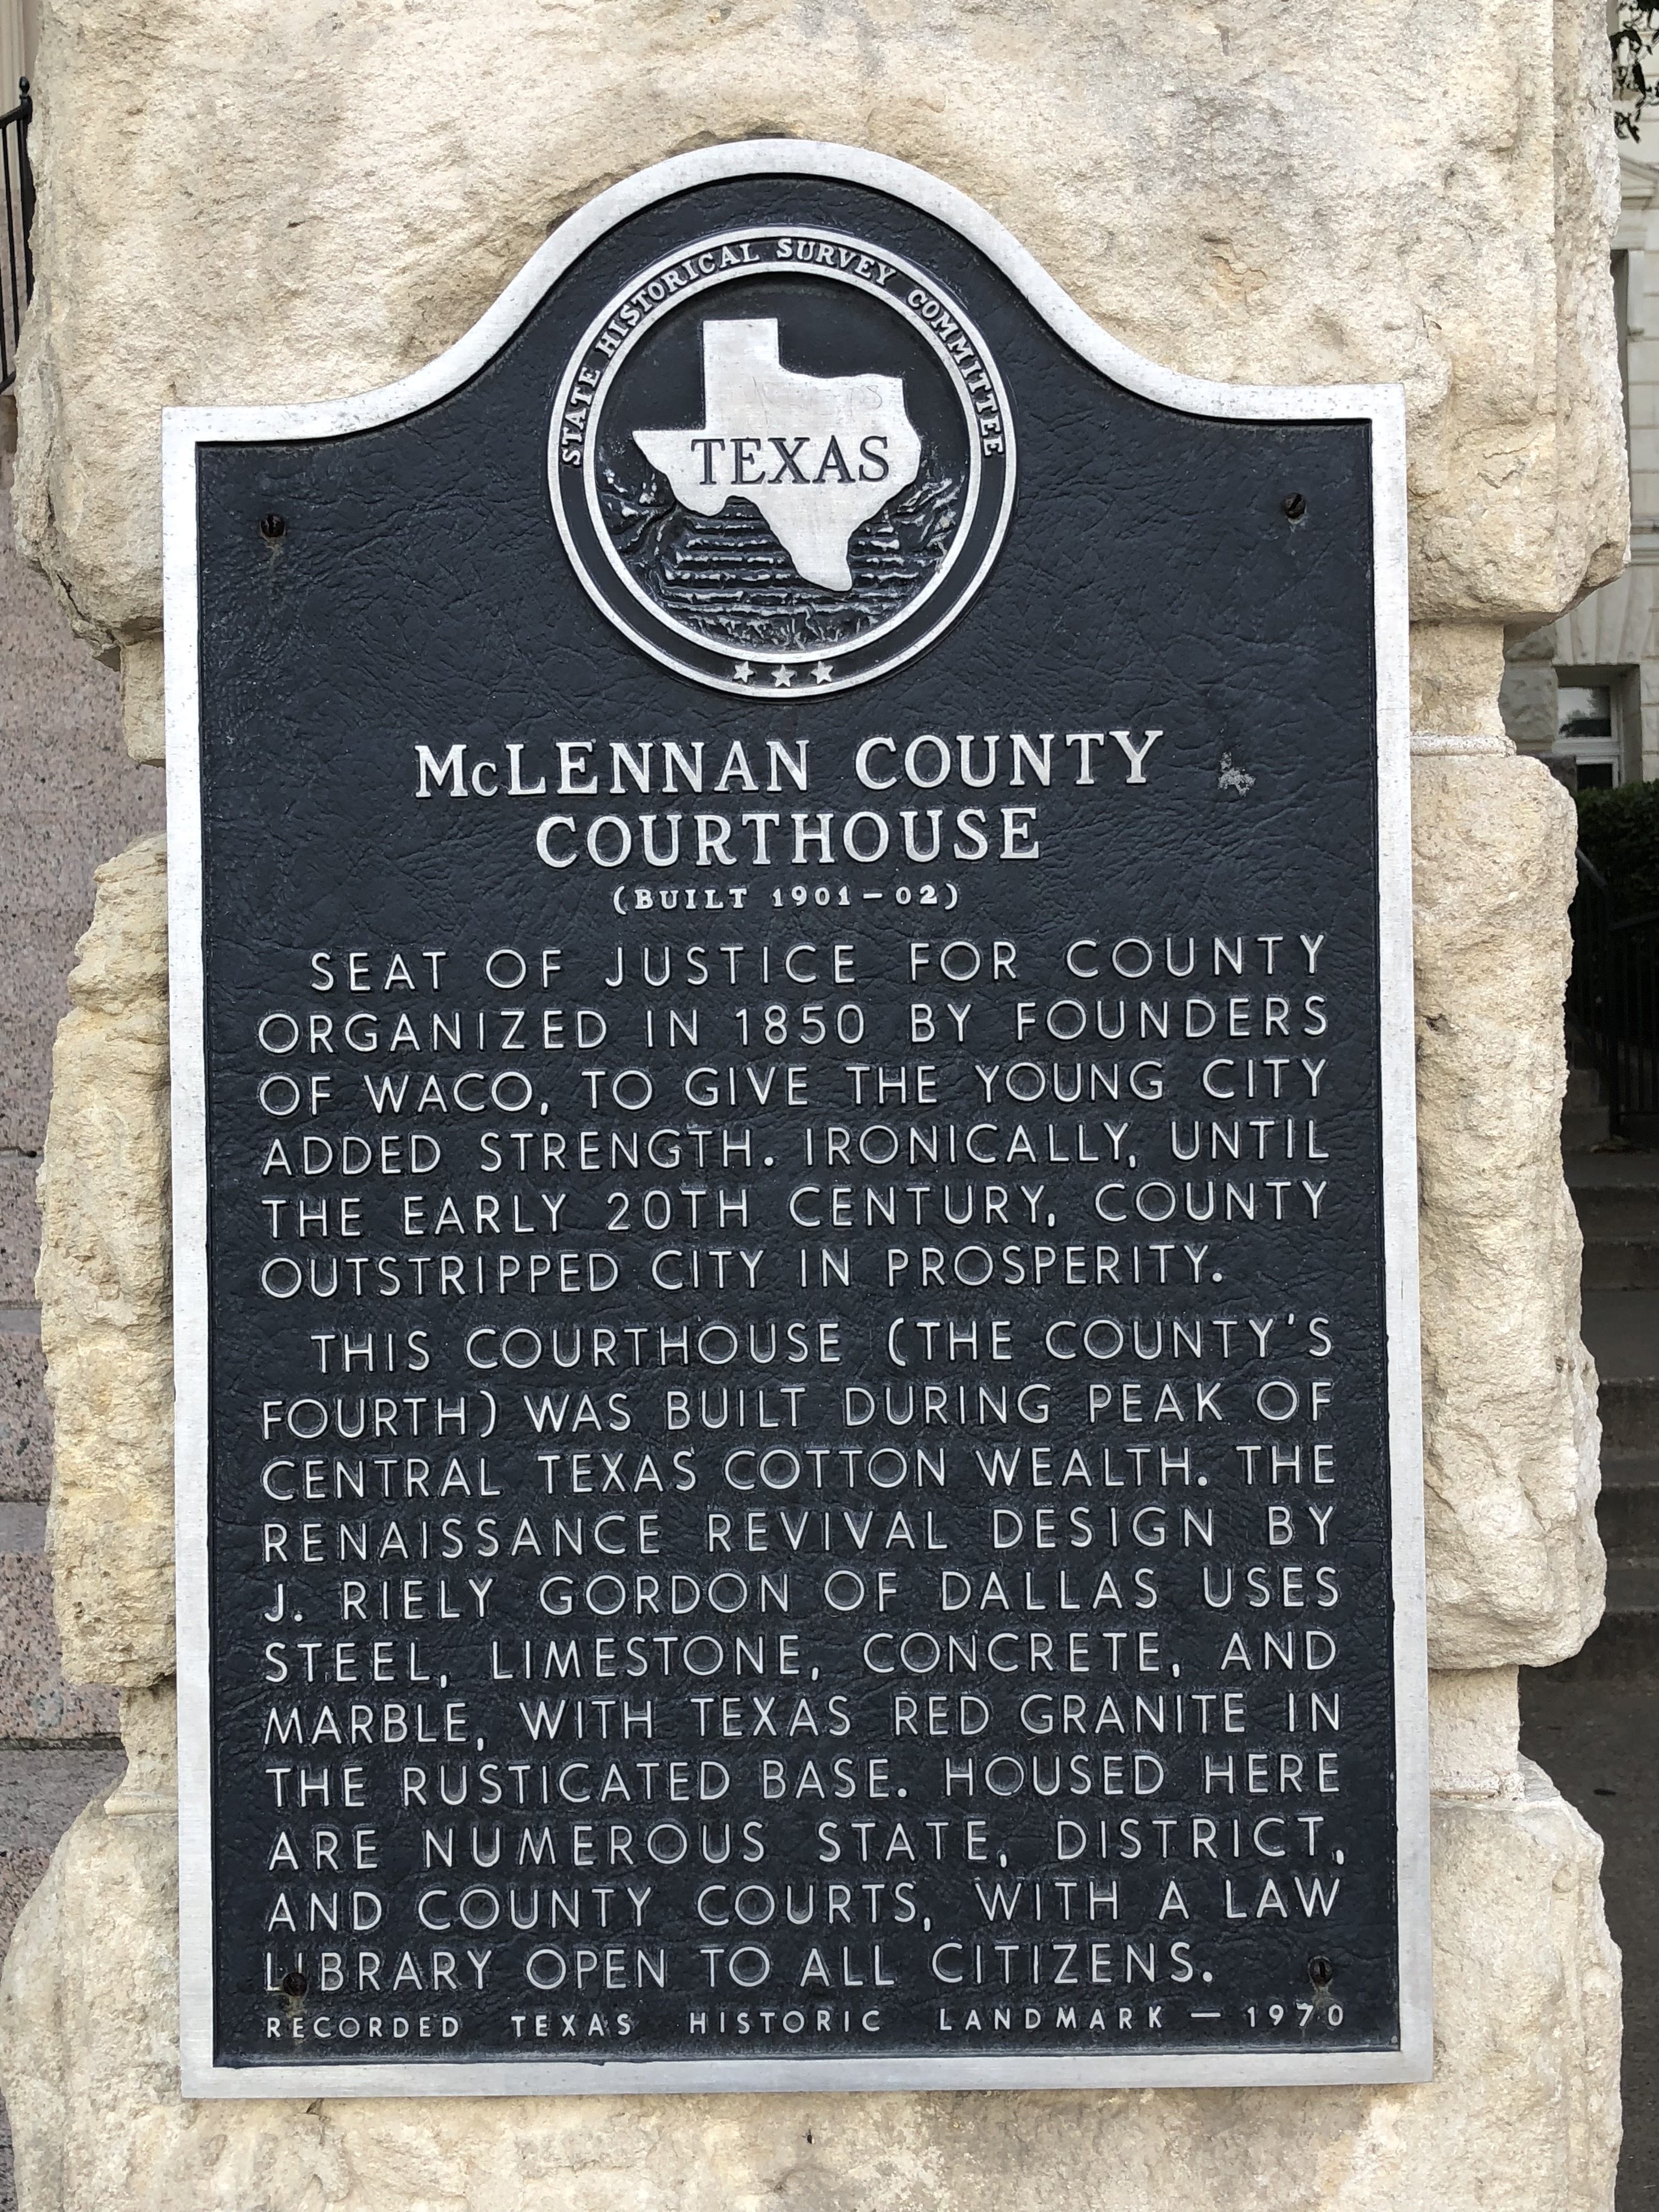 STATE HISTORICAL SURVEY COMMITTEE
TEXAS
McLENNAN COUNTY
COURTHOUSE
(BUILT 1901-02)
SEAT OF JUSTICE FOR COUNTY
ORGANIZED IN 1850 BY FOUNDERS
OF WACO, TO GIVE THE YOUNG CITY
ADDED STRENGTH. IRONICALLY, UNTIL
THE EARLY 20TH CENTURY, COUNTY
OUTSTRIPPED CITY IN PROSPERITY.
THIS COURTHOUSE (THE COUNTY'S
FOURTH) WAS BUILT DURING PEAK OF
CENTRAL TEXAS COTTON WEALTH. THE
RENAISSANCE REVIVAL DESIGN BY
J. RIELY GORDON OF DALLAS USES
STEEL, LIMESTONE, CONCRETE, AND
MARBLE, WITH TEXAS RED GRANITE IN
THE RUSTICATED BASE. HOUSED HERE
ARE NUMEROUS STATE, DISTRICT,
AND COUNTY COURTS, WITH A LAW
LIBRARY OPEN TO ALL CITIZENS.
RECORDED TEXAS HISTORIC LANDMARK — 1970